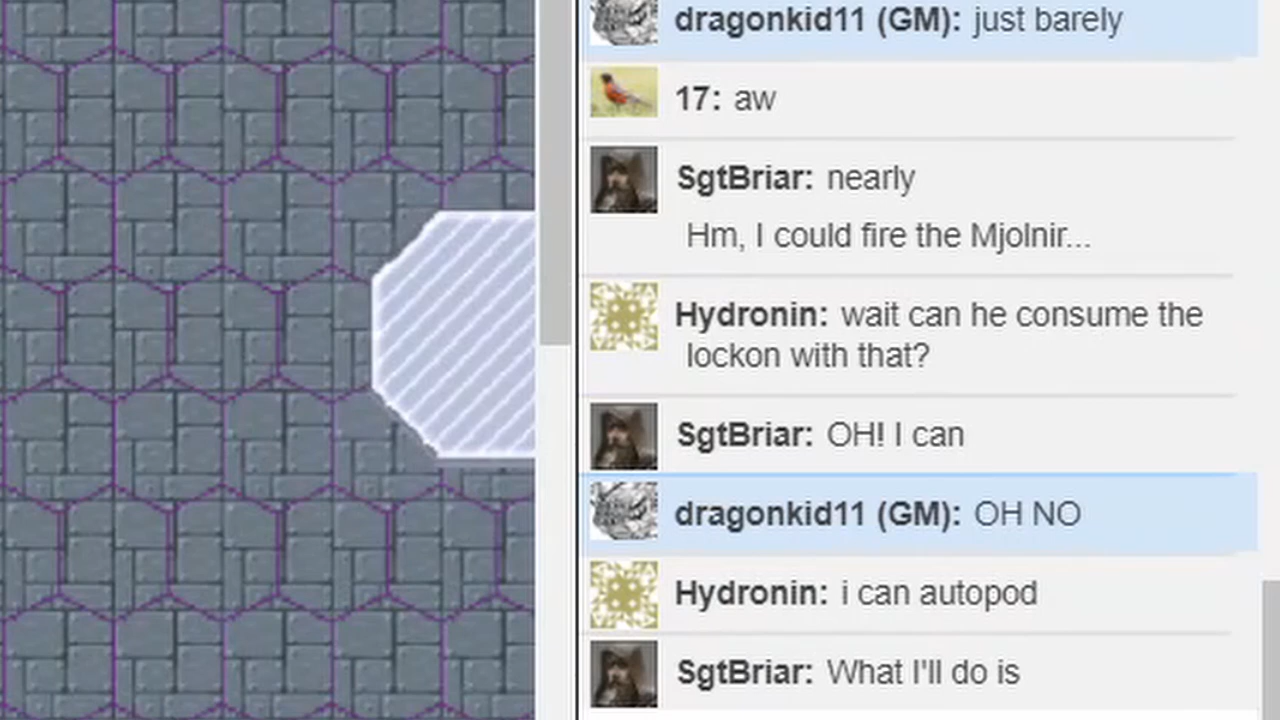 dragonkid11 (GM): just barely
17: aw
SgtBriar: nearly
Hm, I could fire the Mjolnir...
Hydronin: wait can he consume the
lockon with that?
SgtBriar: OH! I can
dragonkid11 (GM): OH NO
Hydronin: i can autopod
SgtBriar: What I'll do is